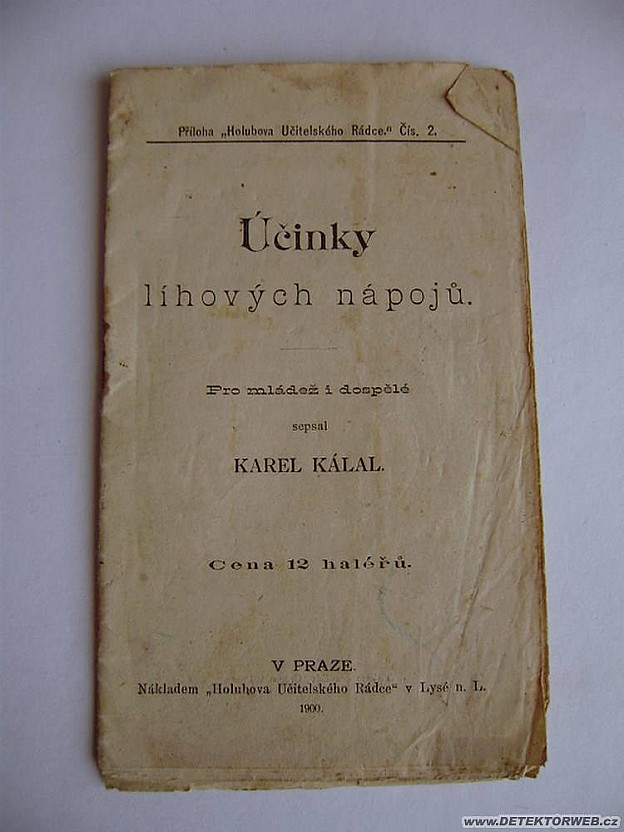 Příloha „Holubova Učitelského Rádce.“ Čís. 2.
Účinky
líhových nápojů.
Pro mládež i dospělé
sepsal
KAREL KÁLAL.
Cena 12 haléřů.
V PRAZE.
Nákladem „Holubova Učitelského Rádce“ v Lysé n. L.
1900.
www.DETEKTORWEB.cz